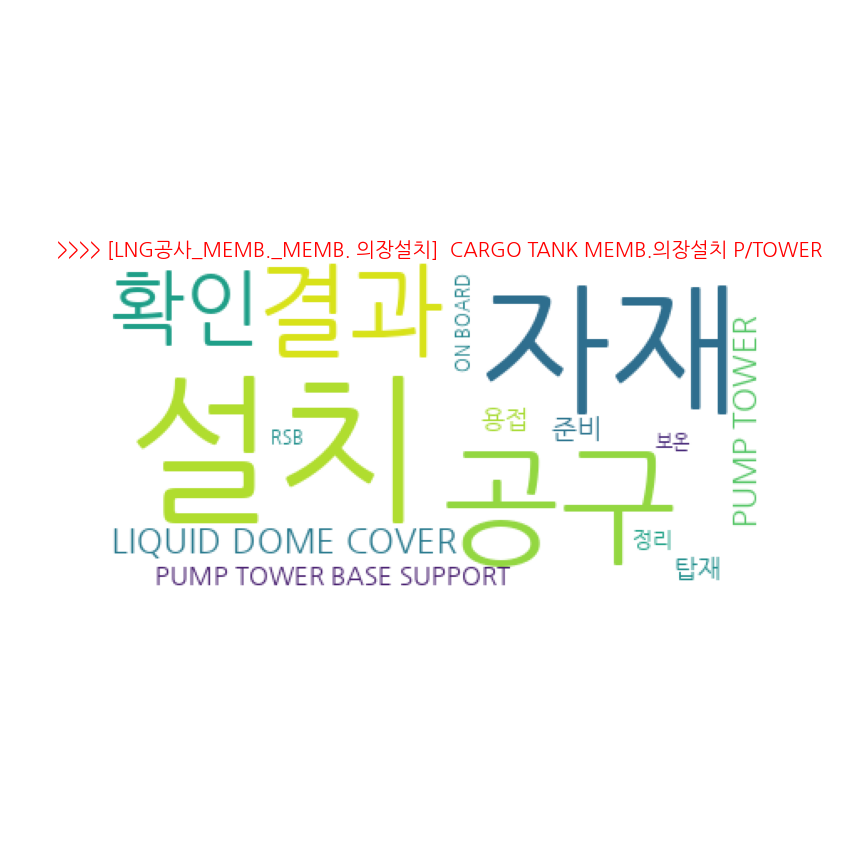 >>>> [LNG공사_MEMB._MEMB. 의장설치]  CARGO TANK MEMB.의장설치 P/TOWER
확인
결과
ON BOARD
자재
PUMP TOWER
설치
RSB
용접
준비
보온
공구
LIQUID DOME COVER
정리
탑재
PUMP TOWER BASE SUPPORT